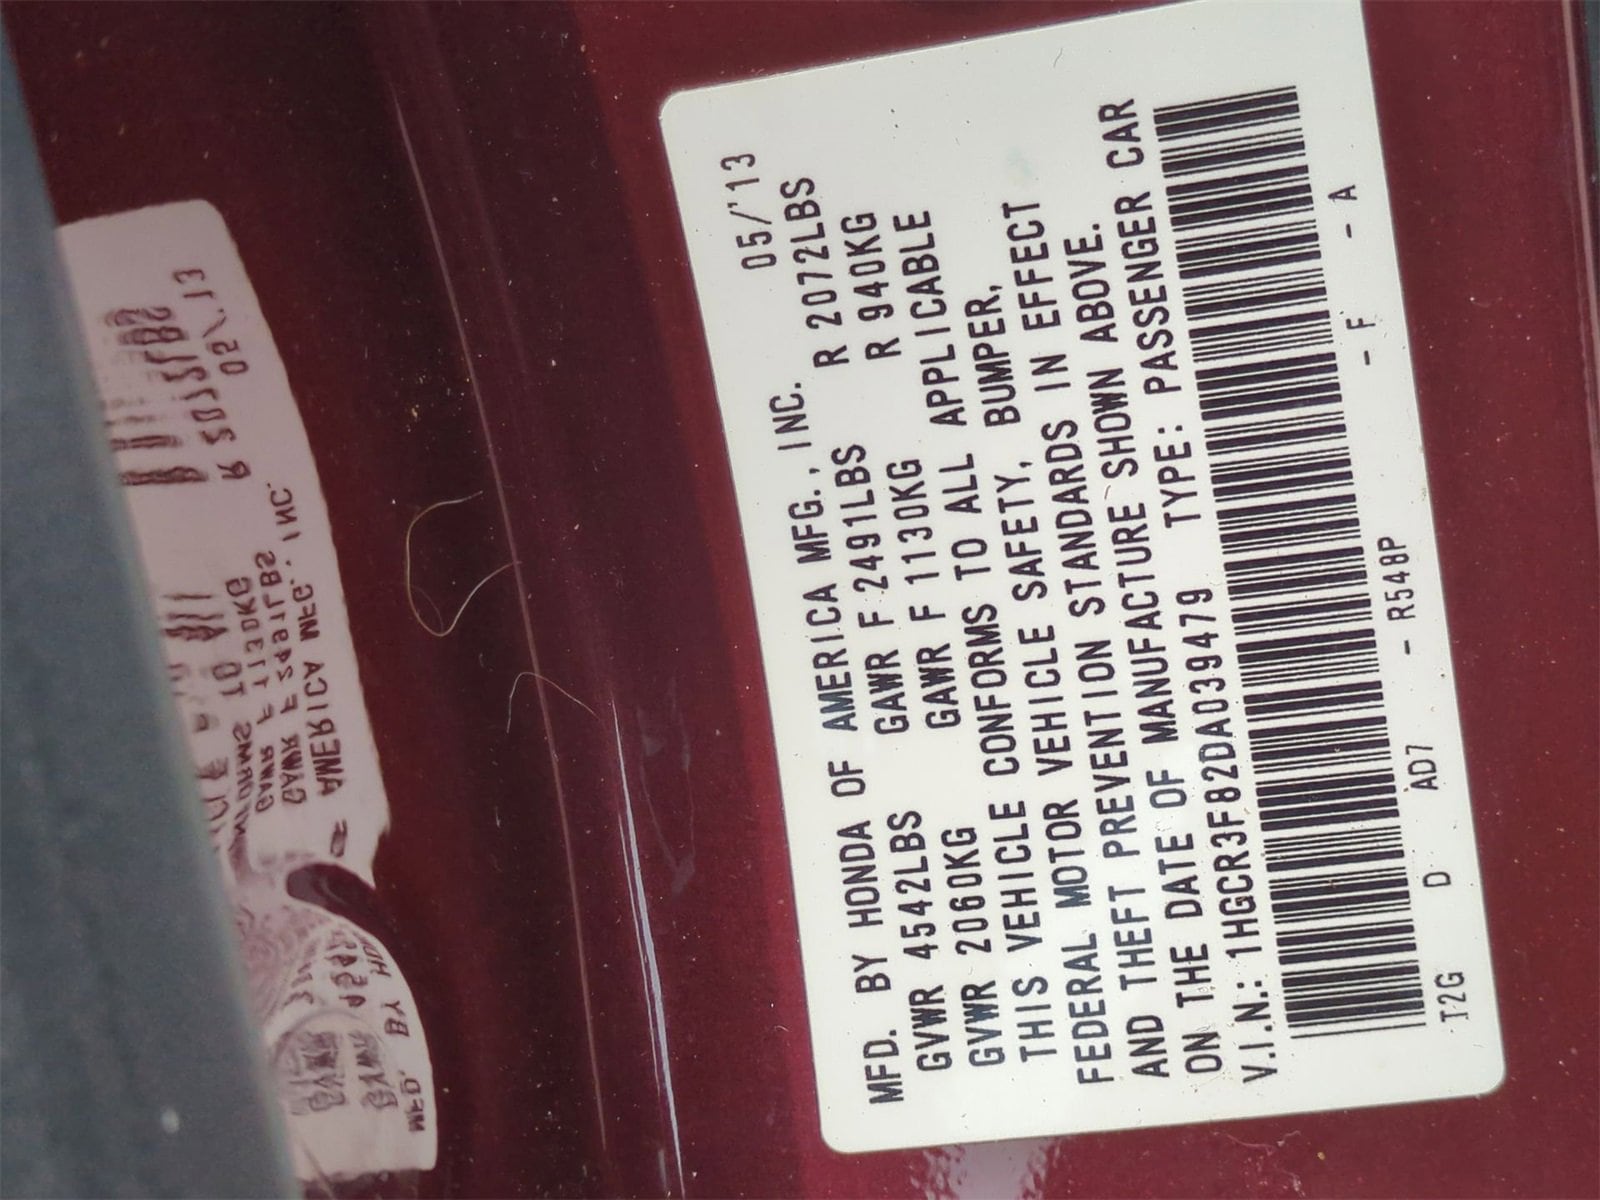 MFD. BY HONDA OF AMERICA MFG., INC. 05/'13
GVWR 4542LBS GAWR F 2491LBS R 2072LBS
GVWR 2060KG GAWR F 1130KG R 940KG
THIS VEHICLE CONFORMS TO ALL APPLICABLE
FEDERAL MOTOR VEHICLE SAFETY, BUMPER,
AND THEFT PREVENTION STANDARDS IN EFFECT
ON THE DATE OF MANUFACTURE SHOWN ABOVE.
V.I.N.: 1HGCR3F82DA039479 TYPE: PASSENGER CAR
I2G D AD7 - R548P - F - A